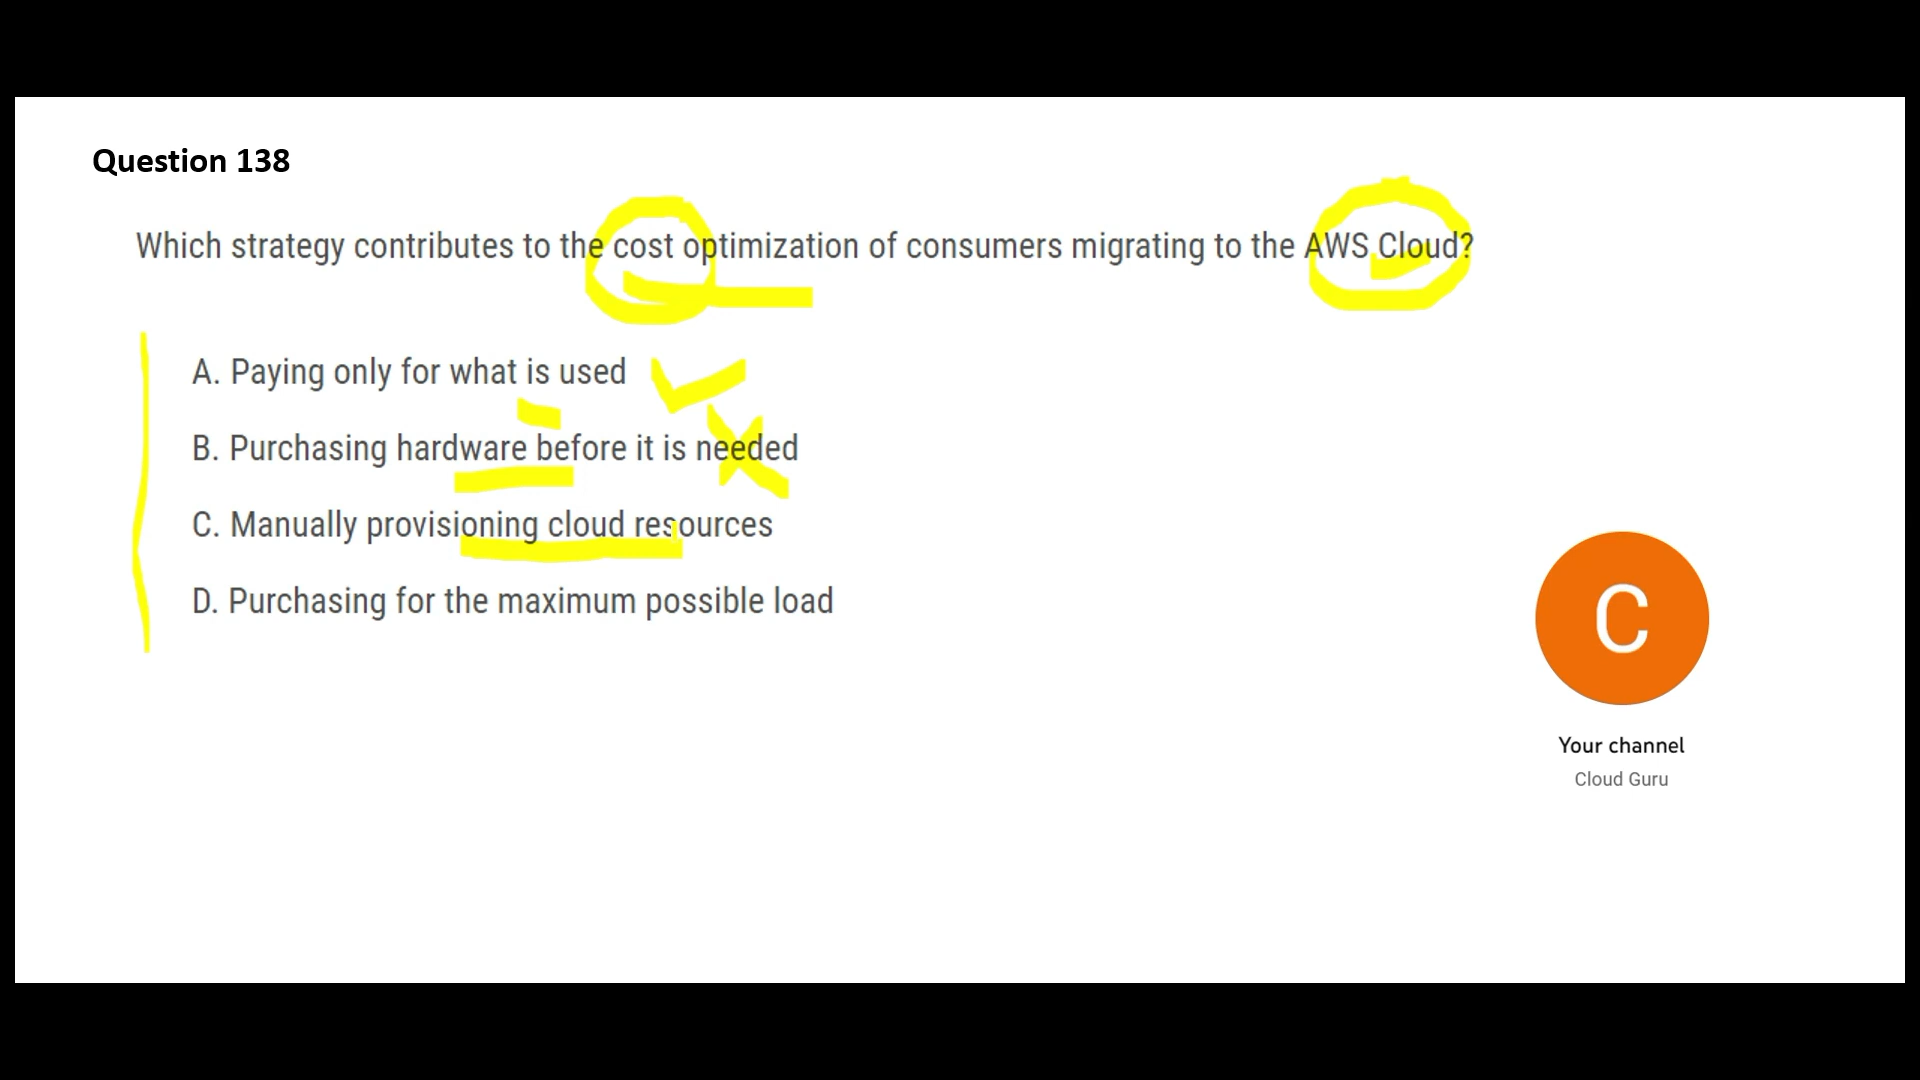 Question 138
Which strategy contributes to the cost optimization of consumers migrating to the AWS Cloud?
A. Paying only for what is used
B. Purchasing hardware before it is needed
C. Manually provisioning cloud resources
D. Purchasing for the maximum possible load
C
Your channel
Cloud Guru